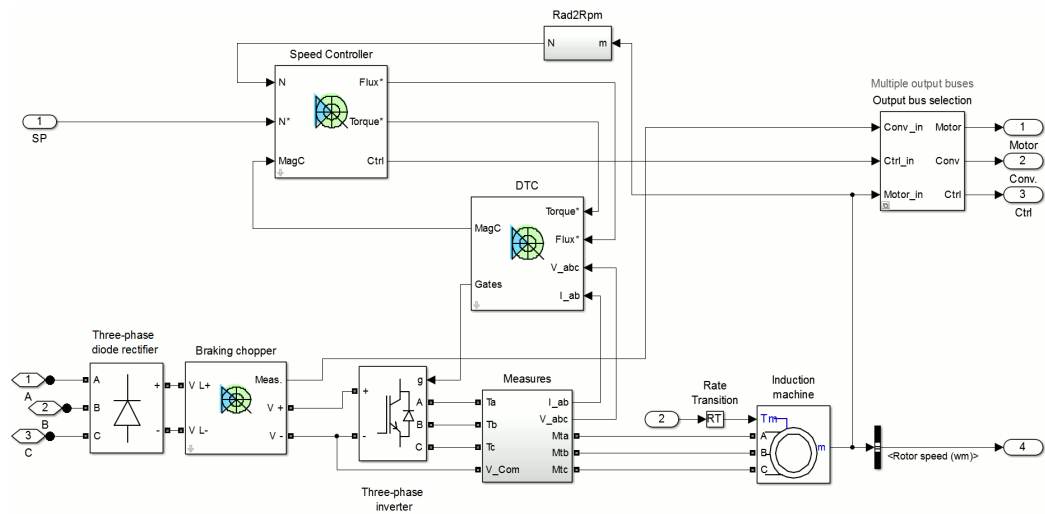 Rad2Rpm
N
m
Speed Controller
N
Flux*
N*
Torque*
MagC
Ctrl
1
SP
Multiple output buses
Output bus selection
Conv_in
Motor
Ctrl_in
Conv
Motor_in
Ctrl
1
Motor
2
Conv.
3
Ctrl
DTC
Torque*
MagC
Flux*
V_abc
Gates
I_ab
Three-phase
diode rectifier
A
+
B
C
-
1
A
2
B
3
C
Braking chopper
Meas.
V L+
V +
V L-
V -
g
+
A
B
-
C
Three-phase
inverter
Measures
Ta
I_ab
V_abc
Tb
Mta
Tc
Mtb
V_Com
Mtc
2
Rate
Transition
RT
Induction
machine
Tm
A
B
m
C
<Rotor speed (wm)>
4